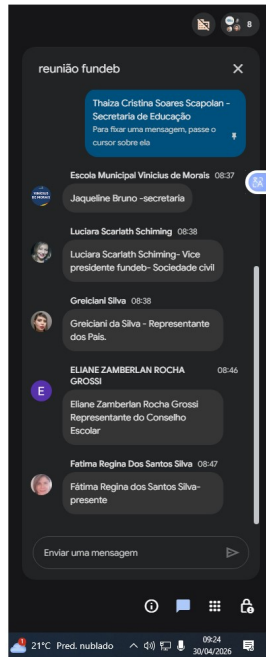 8
reunião fundeb
Thaiza Cristina Soares Scapolan -
Secretaria de Educação
Para fixar uma mensagem, passe o
cursor sobre ela
Escola Municipal Vinicius de Morais 08:37
Jaqueline Bruno -secretaria
Luciara Scarlath Schiming 08:38
Luciara Scarlath Schiming- Vice
presidente fundeb- Sociedade civil
Greiciani Silva 08:38
Greiciani da Silva - Representante
dos Pais.
ELIANE ZAMBERLAN ROCHA 08:46
GROSSI
E
Eliane Zamberlan Rocha Grossi
Representante do Conselho
Escolar
Fatima Regina Dos Santos Silva 08:47
Fátima Regina dos Santos Silva-
presente
Enviar uma mensagem
21°C Pred. nublado
09:24
30/04/2026